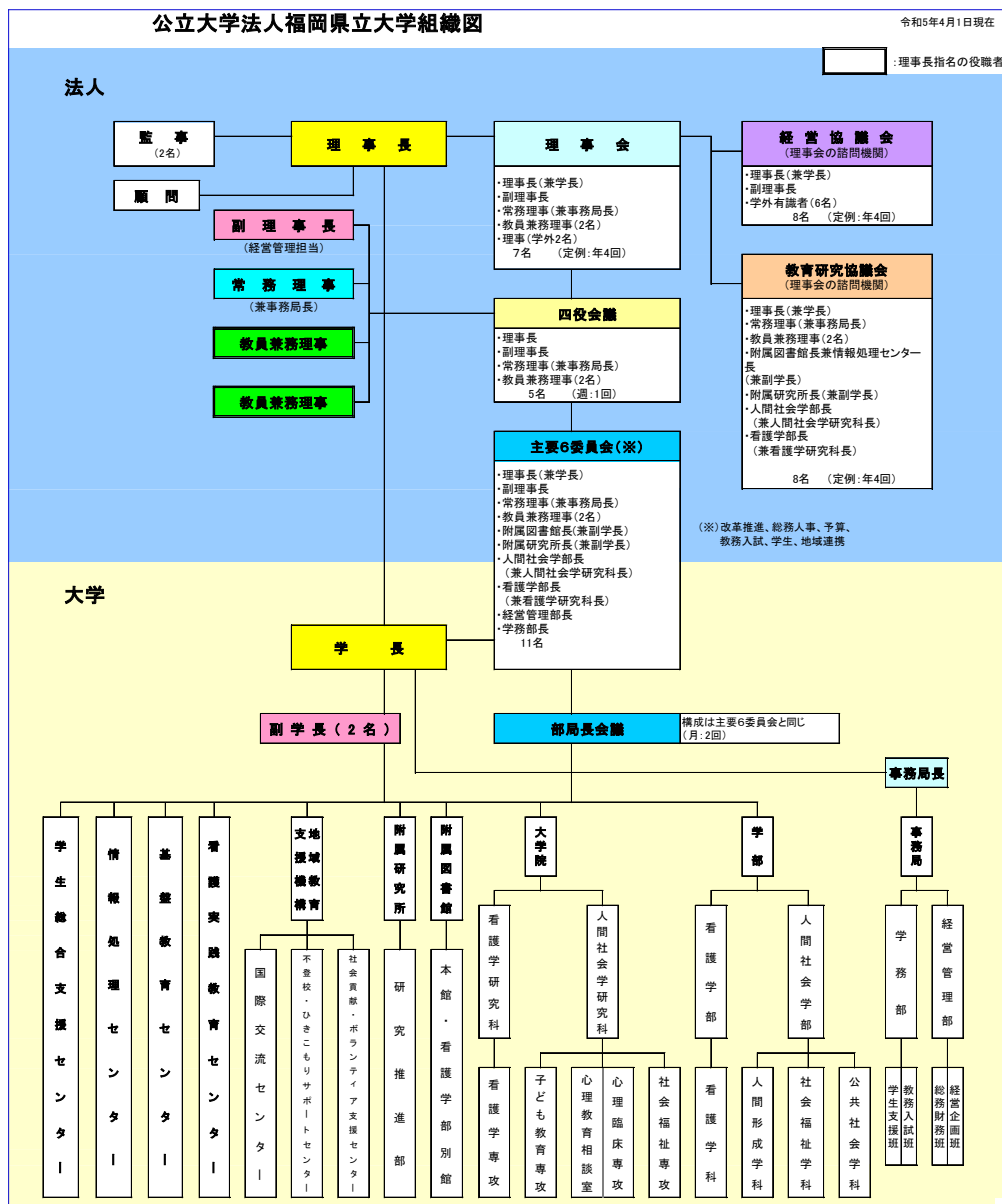 公立大学法人福岡県立大学組織図
令和5年4月1日現在
:理事長指名の役職者
法人
監事
(2名)
顧問
理事長
副理事長
(経営管理担当)
常務理事
(兼事務局長)
教員兼務理事
教員兼務理事
理事会
・理事長(兼学長)
・副理事長
・常務理事(兼事務局長)
・教員兼務理事(2名)
・理事(学外2名)
7名 (定例:年4回)
経営協議会
(理事会の諮問機関)
・理事長(兼学長)
・副理事長
・学外有識者(6名)
8名 (定例:年4回)
教育研究協議会
(理事会の諮問機関)
・理事長(兼学長)
・常務理事(兼事務局長)
・教員兼務理事(2名)
・附属図書館長兼情報処理センター
長
(兼副学長)
・附属研究所長(兼副学長)
・人間社会学部長
(兼人間社会学研究科長)
・看護学部長
(兼看護学研究科長)
8名 (定例:年4回)
四役会議
・理事長
・副理事長
・常務理事(兼事務局長)
・教員兼務理事(2名)
5名 (週:1回)
主要6委員会(※)
・理事長(兼学長)
・副理事長
・常務理事(兼事務局長)
・教員兼務理事(2名)
・附属図書館長(兼副学長)
・附属研究所長(兼副学長)
・人間社会学部長
(兼人間社会学研究科長)
・看護学部長
(兼看護学研究科長)
・経営管理部長
・学務部長
11名
(※)改革推進、総務人事、予算、
教務入試、学生、地域連携
大学
学長
副学長(2名)
部局長会議
構成は主要6委員会と同じ
(月:2回)
事務局長
学生総合支援センター
情報処理センター
基盤教育センター
看護実践教育センター
地域教育
支援機構
国際交流センター
不登校・ひきこもりサポートセンター
社会貢献・ボランティア支援センター
附属研究所
研究推進部
附属図書館
本館・看護学部別館
大学院
看護学研究科
看護学専攻
人間社会学研究科
子ども教育専攻
心理教育相談室
心理臨床専攻
社会福祉専攻
学部
看護学部
看護学科
人間社会学部
人間形成学科
社会福祉学科
公共社会学科
事務局
学務部
学生支援班
教務入試班
経営管理部
総務財務班
経営企画班